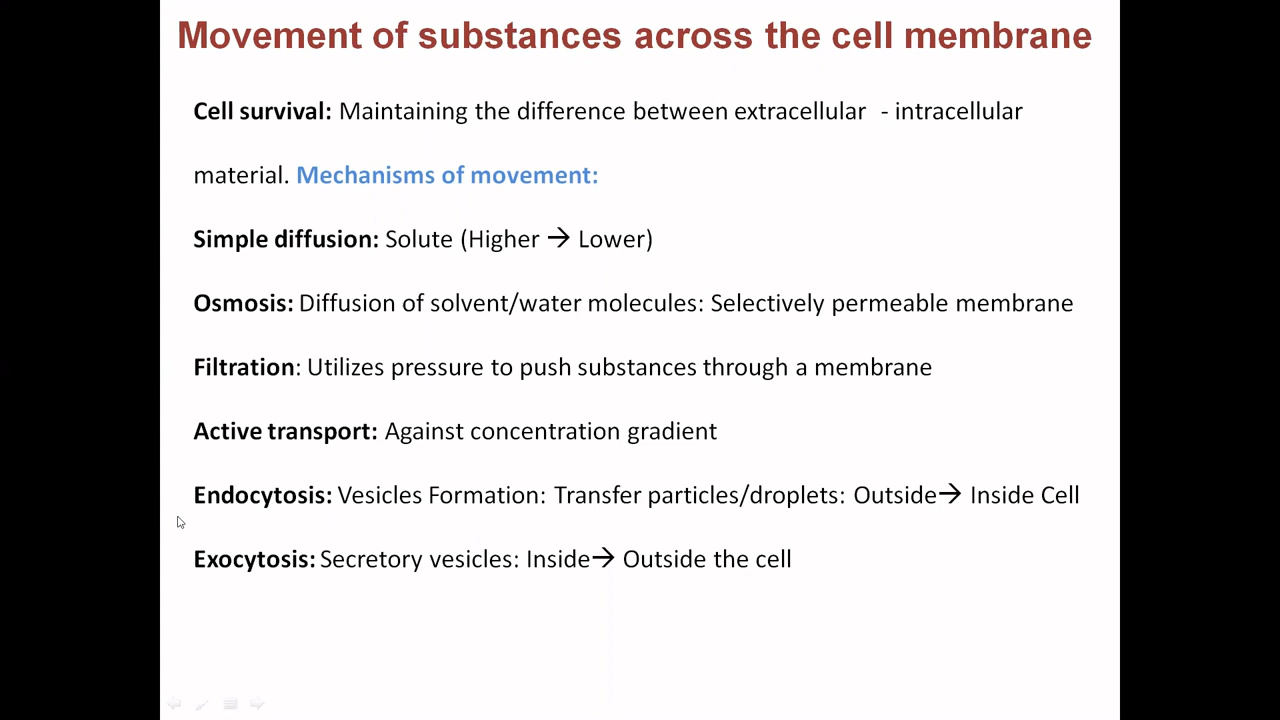 Movement of substances across the cell membrane
Cell survival: Maintaining the difference between extracellular - intracellular
material. Mechanisms of movement:
Simple diffusion: Solute (Higher → Lower)
Osmosis: Diffusion of solvent/water molecules: Selectively permeable membrane
Filtration: Utilizes pressure to push substances through a membrane
Active transport: Against concentration gradient
Endocytosis: Vesicles Formation: Transfer particles/droplets: Outside→ Inside Cell
Exocytosis: Secretory vesicles: Inside→ Outside the cell